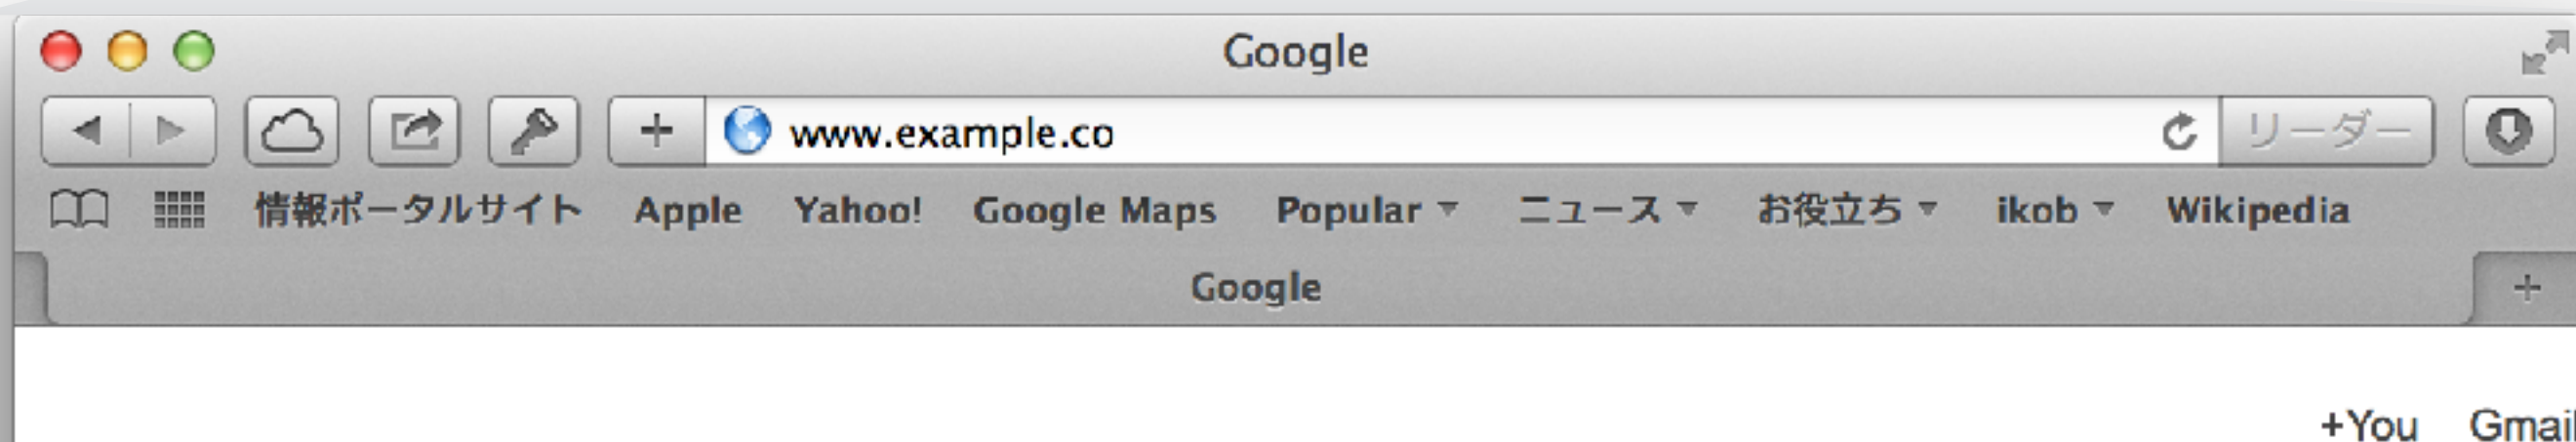 Google
www.example.co リーダー
情報ポータルサイト Apple Yahoo! Google Maps Popular ニュース お役立ち ikob Wikipedia
Google
+You Gmail